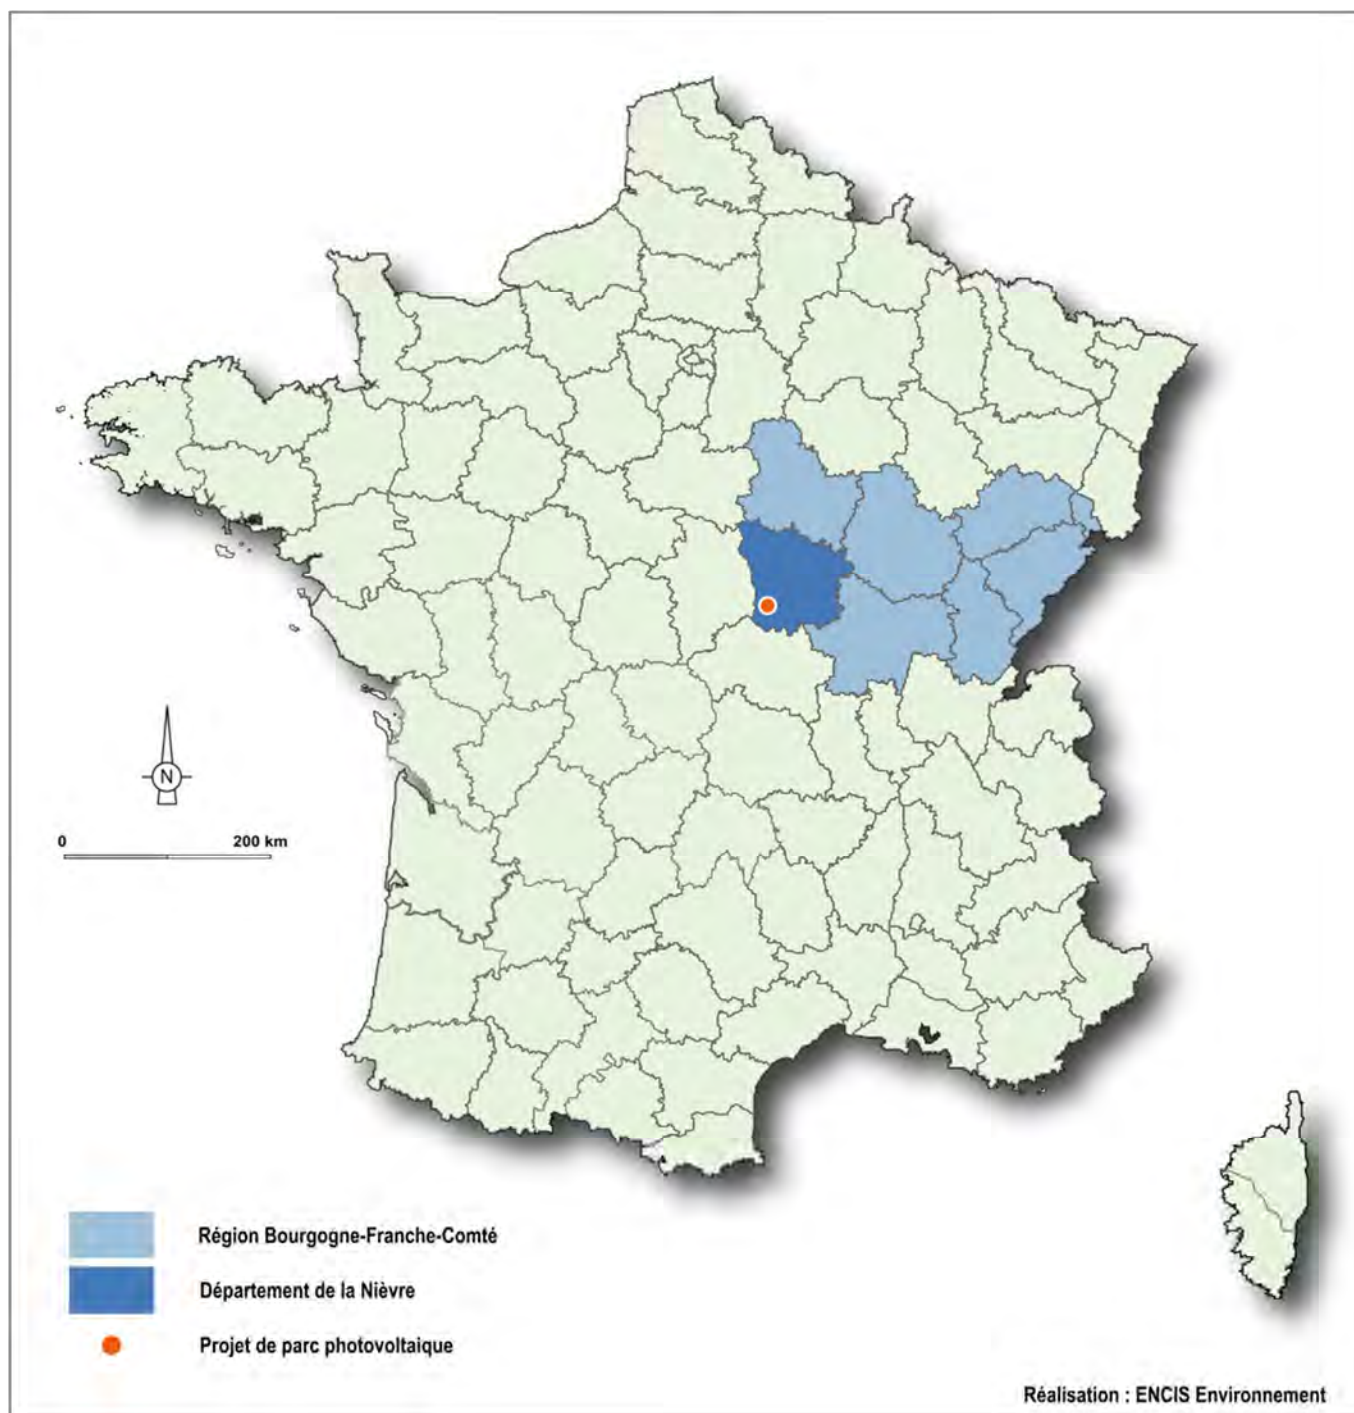 N
0 200 km
Région Bourgogne-Franche-Comté
Département de la Nièvre
Projet de parc photovoltaique
Réalisation : ENCIS Environnement